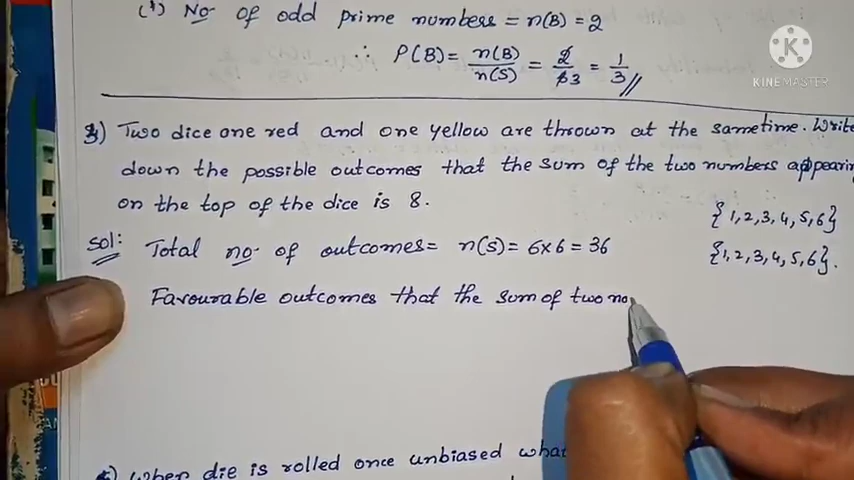 (i) No. of odd prime numbers = n(B) = 2
∴ P(B) = n(B)/n(S) = 2/6 3 = 1/3 //
KINEMASTER
3) Two dice one red and one yellow are thrown at the sametime. Write
down the possible outcomes that the sum of the two numbers appearin
on the top of the dice is 8.
{1,2,3,4,5,6}
Sol: Total no. of outcomes = n(S) = 6×6 = 36
{1,2,3,4,5,6}.
Favourable outcomes that the sum of two no
When die is rolled once unbiased what